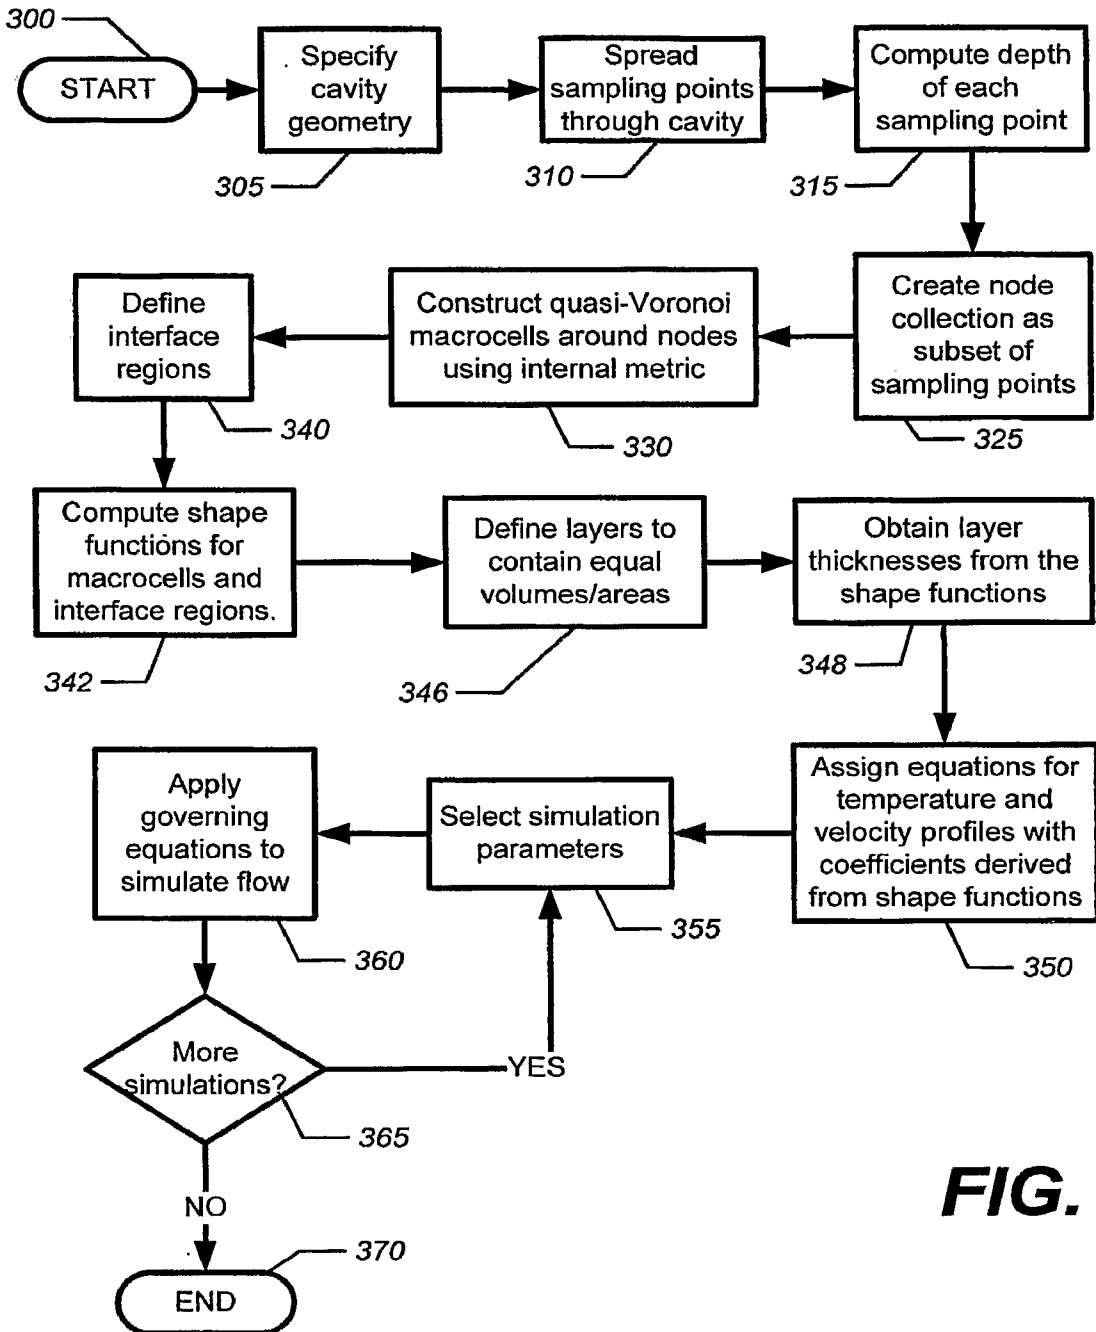 300
START
Specify
cavity
geometry
305
Spread
sampling points
through cavity
310
Compute depth
of each
sampling point
315
Create node
collection as
subset of
sampling points
325
Construct quasi-Voronoi
macrocells around nodes
using internal metric
330
Define
interface
regions
340
Compute shape
functions for
macrocells and
interface regions.
342
Define layers to
contain equal
volumes/areas
346
Obtain layer
thicknesses from the
shape functions
348
Assign equations for
temperature and
velocity profiles with
coefficients derived
from shape functions
350
Select simulation
parameters
355
Apply
governing
equations to
simulate flow
360
More
simulations?
365
YES
NO
370
END
FIG.